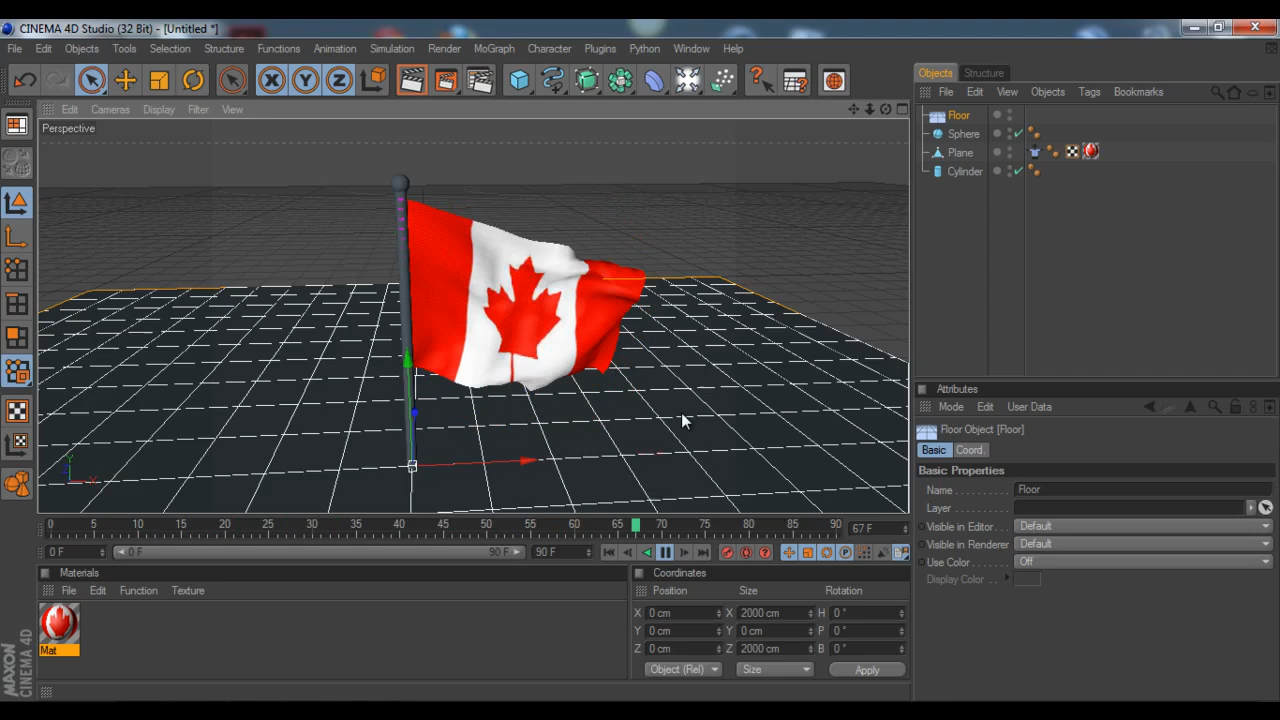 CINEMA 4D Studio (32 Bit) - [Untitled *]
File Edit Objects Tools Selection Structure Functions Animation Simulation Render MoGraph Character Plugins Python Window Help
X Y Z
Edit Cameras Display Filter View
Perspective
Y
Z
X
0 5 10 15 20 25 30 35 40 45 50 55 60 65 70 75 80 85 90 67 F
0 F 0 F 90 F 90 F
Materials
File Edit Function Texture
Mat
MAXON
CINEMA 4D
Coordinates
Position Size Rotation
X 0 cm X 2000 cm H 0 °
Y 0 cm Y 0 cm P 0 °
Z 0 cm Z 2000 cm B 0 °
Object (Rel) Size Apply
Objects Structure
File Edit View Objects Tags Bookmarks
Floor
Sphere
Plane
Cylinder
Attributes
Mode Edit User Data
Floor Object [Floor]
Basic Coord.
Basic Properties
Name Floor
Layer
Visible in Editor Default
Visible in Renderer Default
Use Color Off
Display Color